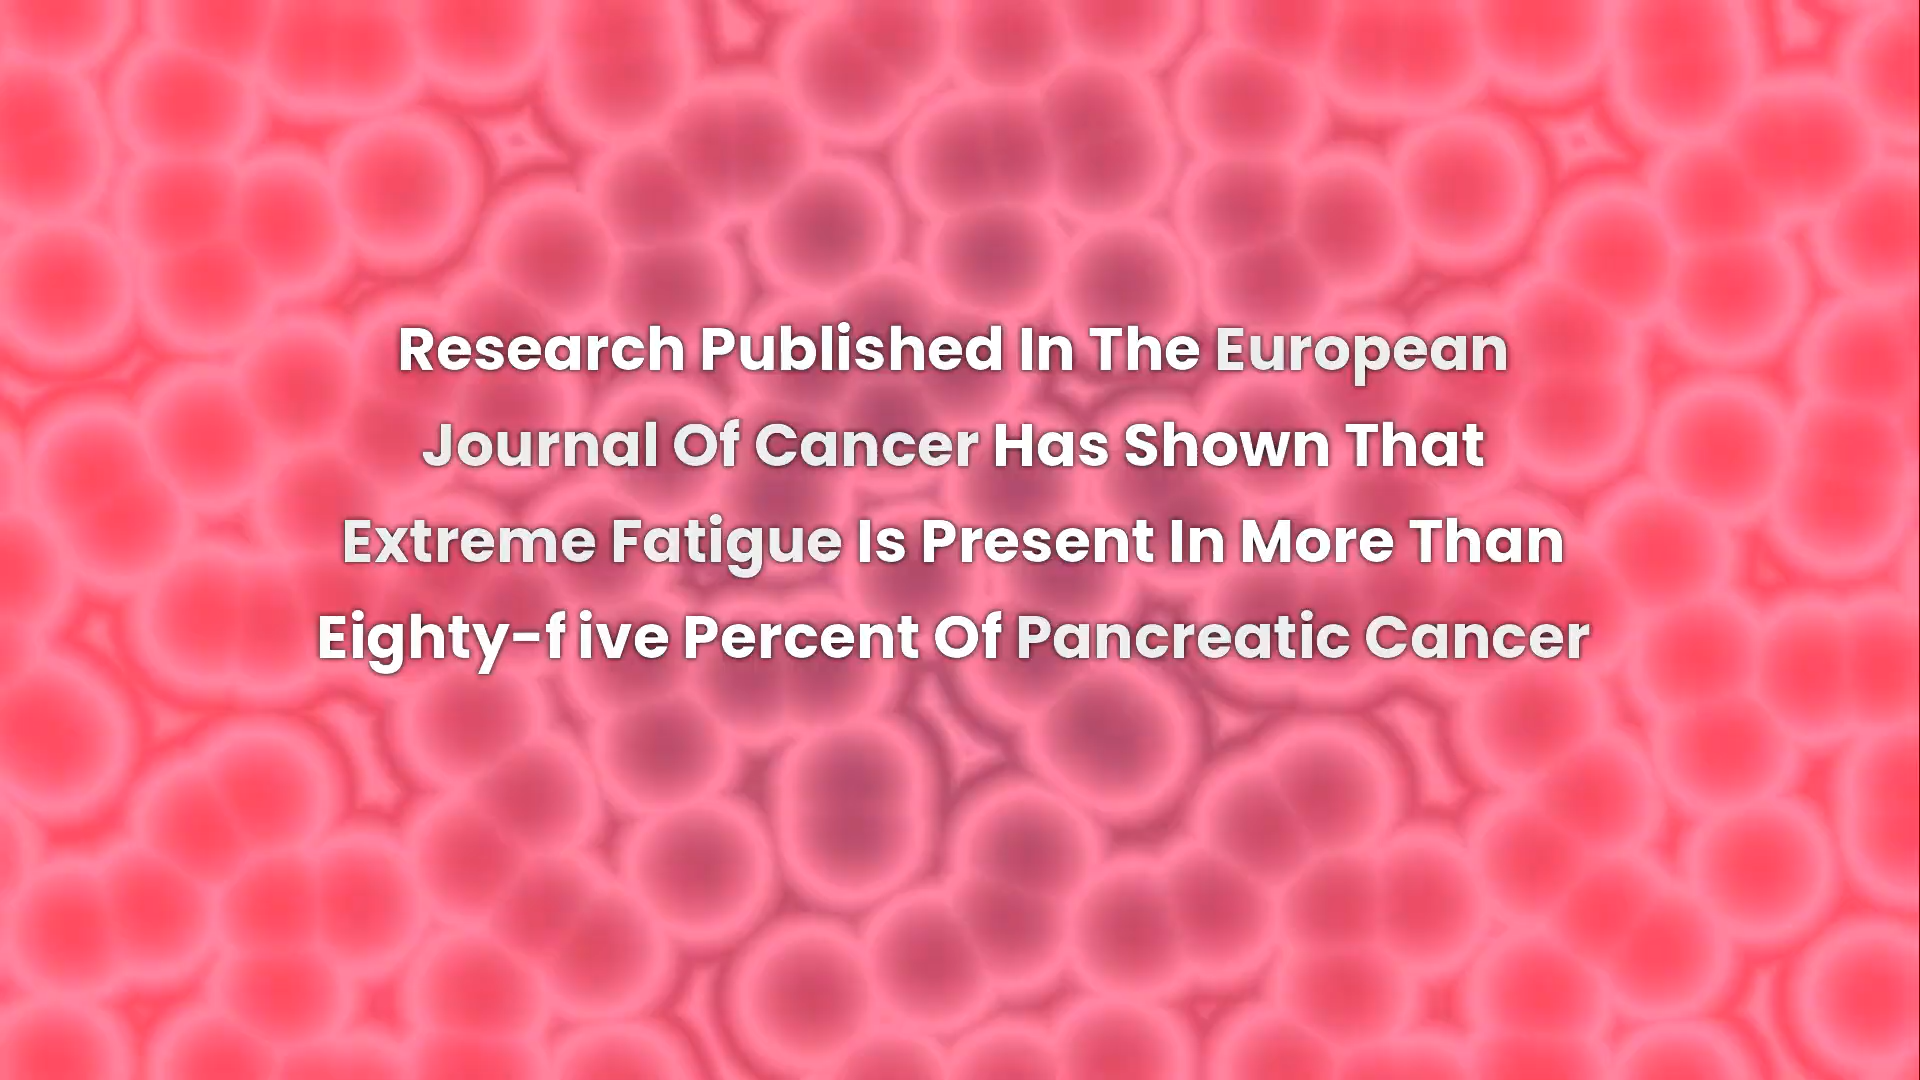 Research Published In The European
Journal Of Cancer Has Shown That
Extreme Fatigue Is Present In More Than
Eighty-five Percent Of Pancreatic Cancer